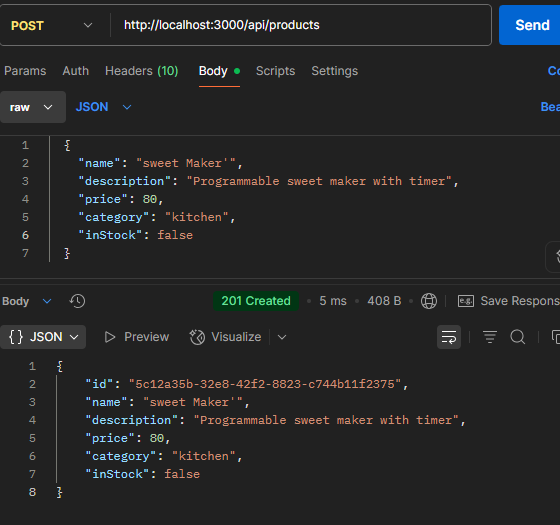 POST http://localhost:3000/api/products Send
Params Auth Headers (10) Body Scripts Settings
raw JSON
1 {
2 "name": "sweet Maker'",
3 "description": "Programmable sweet maker with timer",
4 "price": 80,
5 "category": "kitchen",
6 "inStock": false
7 }
Body 201 Created 5 ms 408 B e.g. Save Respons
{} JSON Preview Visualize
1 {
2 "id": "5c12a35b-32e8-42f2-8823-c744b11f2375",
3 "name": "sweet Maker'",
4 "description": "Programmable sweet maker with timer",
5 "price": 80,
6 "category": "kitchen",
7 "inStock": false
8 }